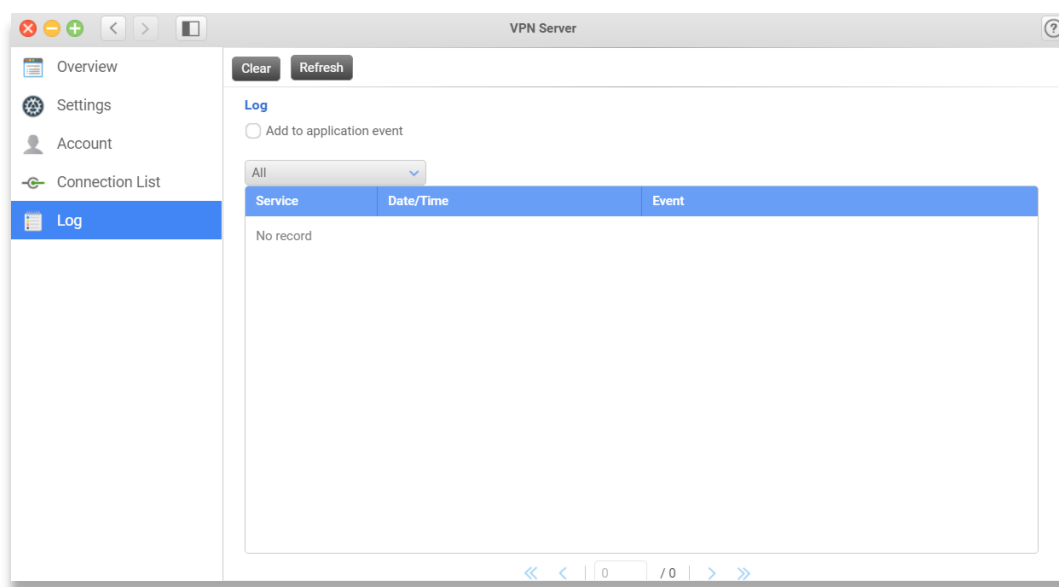 VPN Server
Overview
Settings
Account
Connection List
Log
Clear Refresh
Log
Add to application event
All
Service Date/Time Event
No record
0 / 0